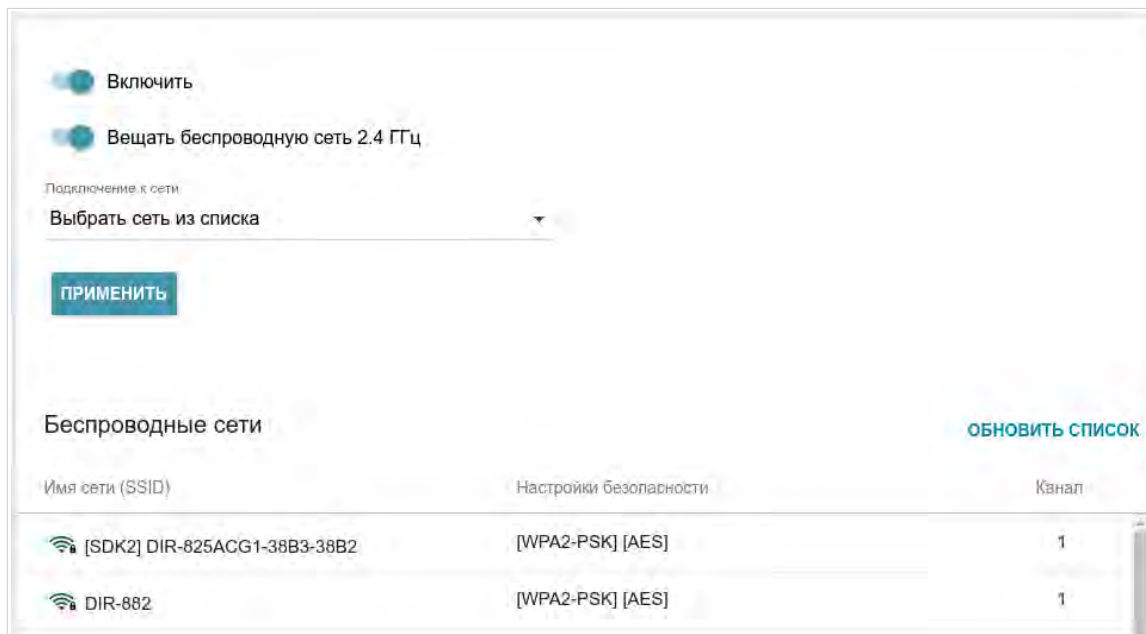 Включить
Вещать беспроводную сеть 2.4 ГГц
Подключение к сети
Выбрать сеть из списка
ПРИМЕНИТЬ
Беспроводные сети
ОБНОВИТЬ СПИСОК
Имя сети (SSID) Настройки безопасности Канал
[SDK2] DIR-825ACG1-38B3-38B2 [WPA2-PSK] [AES] 1
DIR-882 [WPA2-PSK] [AES] 1